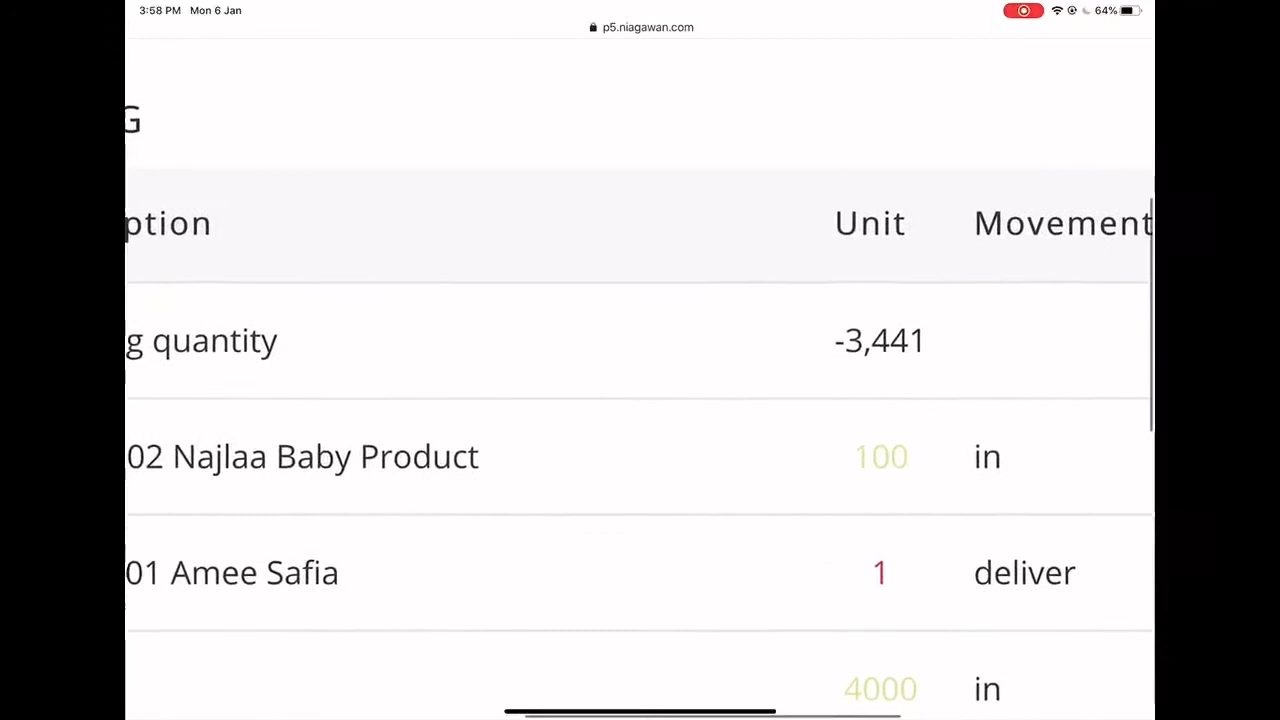 3:58 PM Mon 6 Jan 64%
p5.niagawan.com
G
ption Unit Movement
g quantity -3,441
02 Najlaa Baby Product 100 in
01 Amee Safia 1 deliver
4000 in